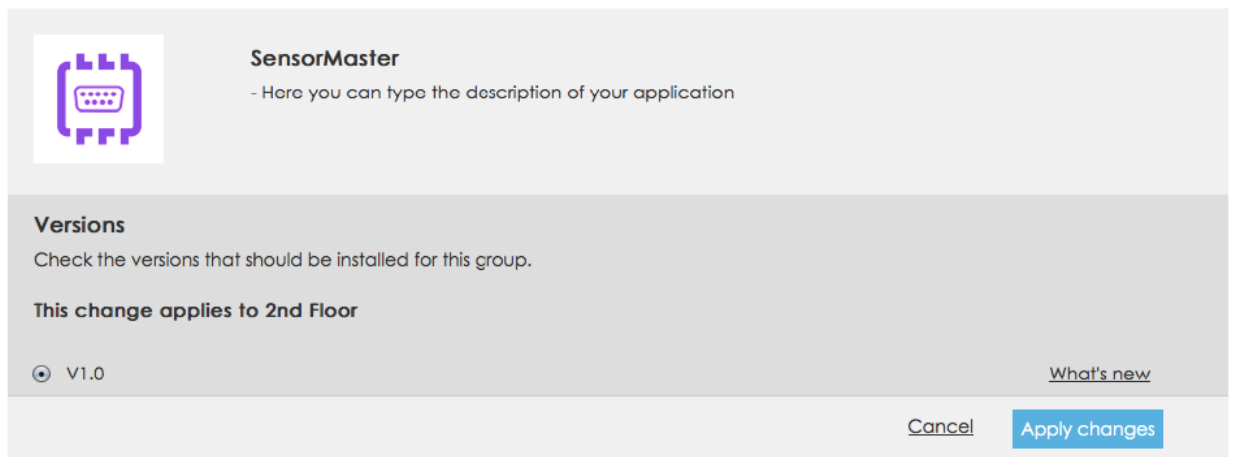 SensorMaster
- Here you can type the description of your application
Versions
Check the versions that should be installed for this group.
This change applies to 2nd Floor
V1.0
What's new
Cancel
Apply changes